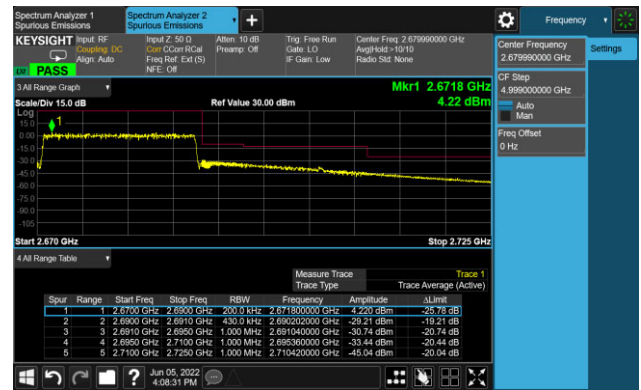 Spectrum Analyzer 1
Spurious Emissions
Spectrum Analyzer 2
Spurious Emissions
Frequency
KEYSIGHT
Input: RF
Coupling: DC
Align: Auto
Input Z: 50 Ω
Corr CCorr RCal
Freq Ref: Ext (S)
NFE: Off
Atten: 10 dB
Preamp: Off
Trig: Free Run
Gate: LO
IF Gain: Low
Center Freq: 2.679990000 GHz
Avg|Hold:>10/10
Radio Std: None
PASS
Center Frequency
2.679990000 GHz
Settings
CF Step
4.999000000 GHz
Auto
Man
Freq Offset
0 Hz
3 All Range Graph
Mkr1 2.6718 GHz
Scale/Div 15.0 dB
Ref Value 30.00 dBm
4.22 dBm
Log
1
15.0
0.00
-15.0
-30.0
-45.0
-60.0
-75.0
-90.0
-105
Start 2.670 GHz
Stop 2.725 GHz
4 All Range Table
Measure Trace Trace 1
Trace Type Trace Average (Active)
Spur Range Start Freq Stop Freq RBW Frequency Amplitude ΔLimit
1 1 2.6700 GHz 2.6900 GHz 200.0 kHz 2.671800000 GHz 4.220 dBm -25.78 dB
2 2 2.6900 GHz 2.6910 GHz 430.0 kHz 2.690202000 GHz -29.21 dBm -19.21 dB
3 3 2.6910 GHz 2.6950 GHz 1.000 MHz 2.691040000 GHz -30.74 dBm -20.74 dB
4 4 2.6950 GHz 2.7100 GHz 1.000 MHz 2.695360000 GHz -33.44 dBm -20.44 dB
5 5 2.7100 GHz 2.7250 GHz 1.000 MHz 2.710420000 GHz -45.04 dBm -20.04 dB
Jun 05, 2022
4:08:31 PM